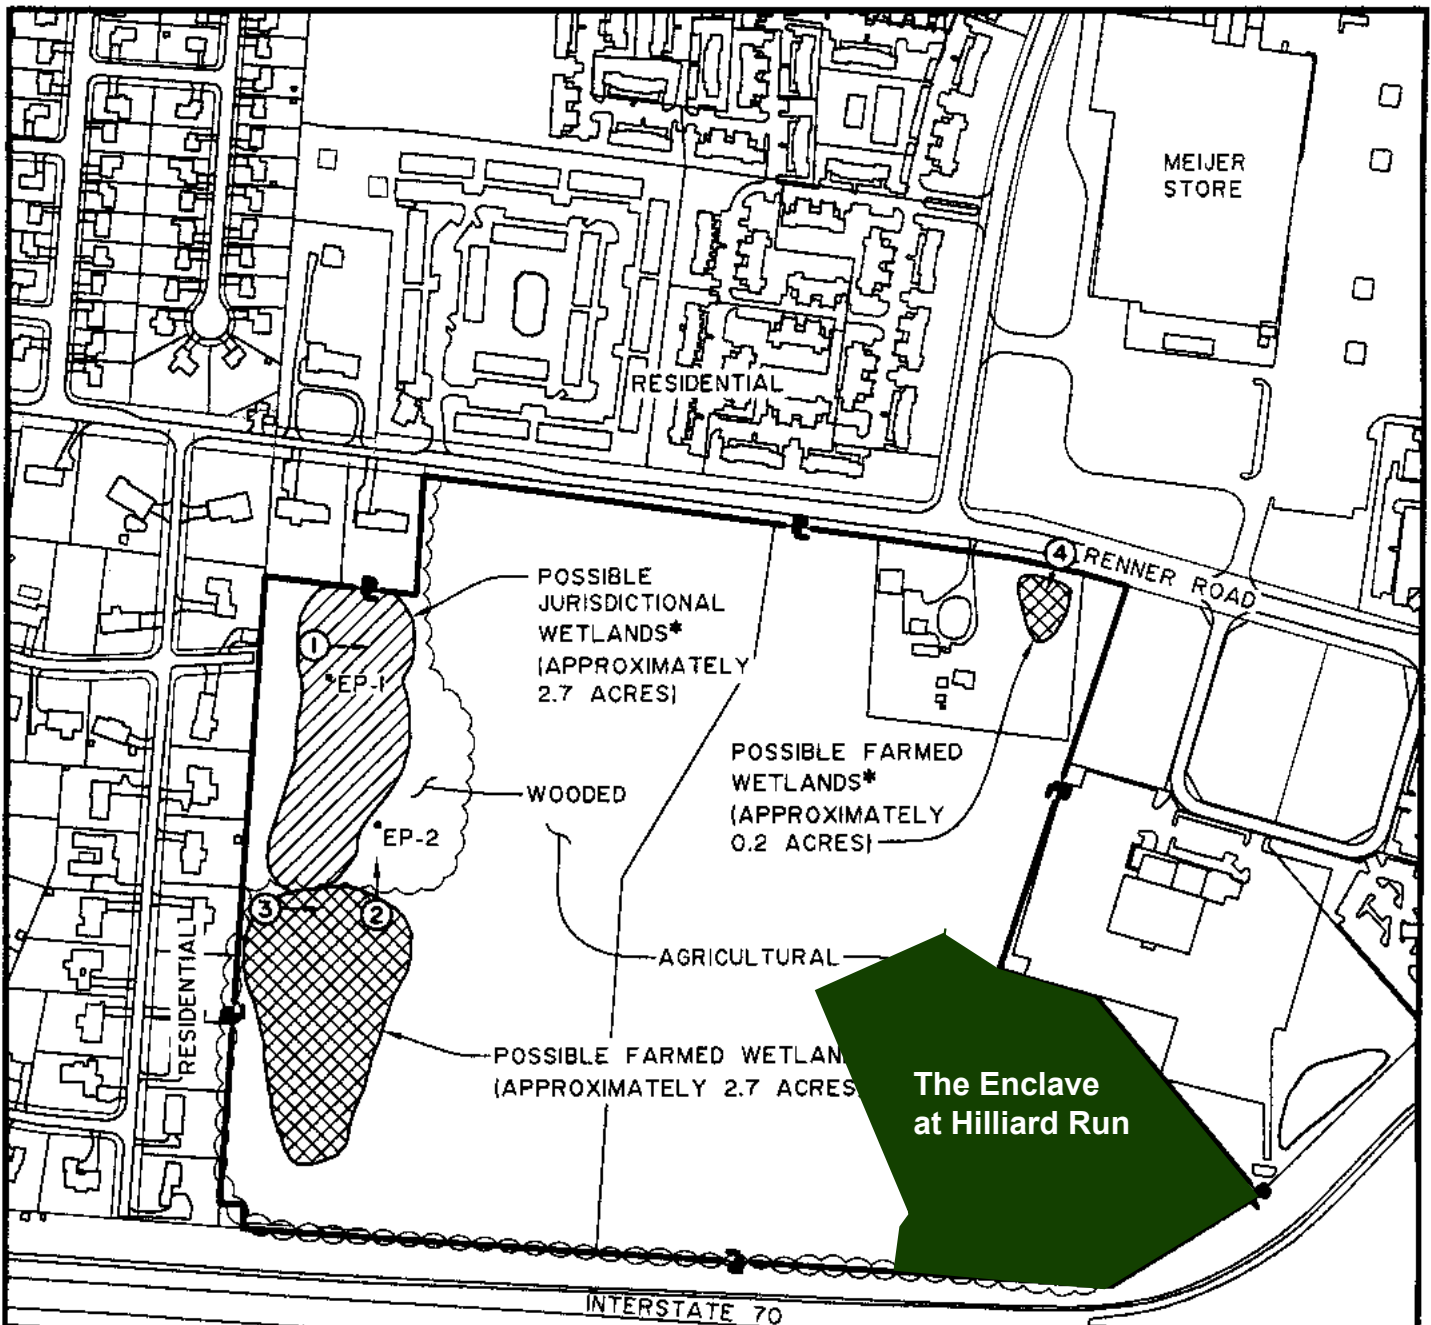 MEIJER
STORE
RESIDENTIAL
4
RENNER ROAD
POSSIBLE
JURISDICTIONAL
WETLANDS*
(APPROXIMATELY
2.7 ACRES)
1
EP-1
POSSIBLE FARMED
WETLANDS*
(APPROXIMATELY
0.2 ACRES)
WOODED
EP-2
3
2
RESIDENTIAL
AGRICULTURAL
POSSIBLE FARMED WETLAN
(APPROXIMATELY 2.7 ACRES
The Enclave
at Hilliard Run
INTERSTATE 70